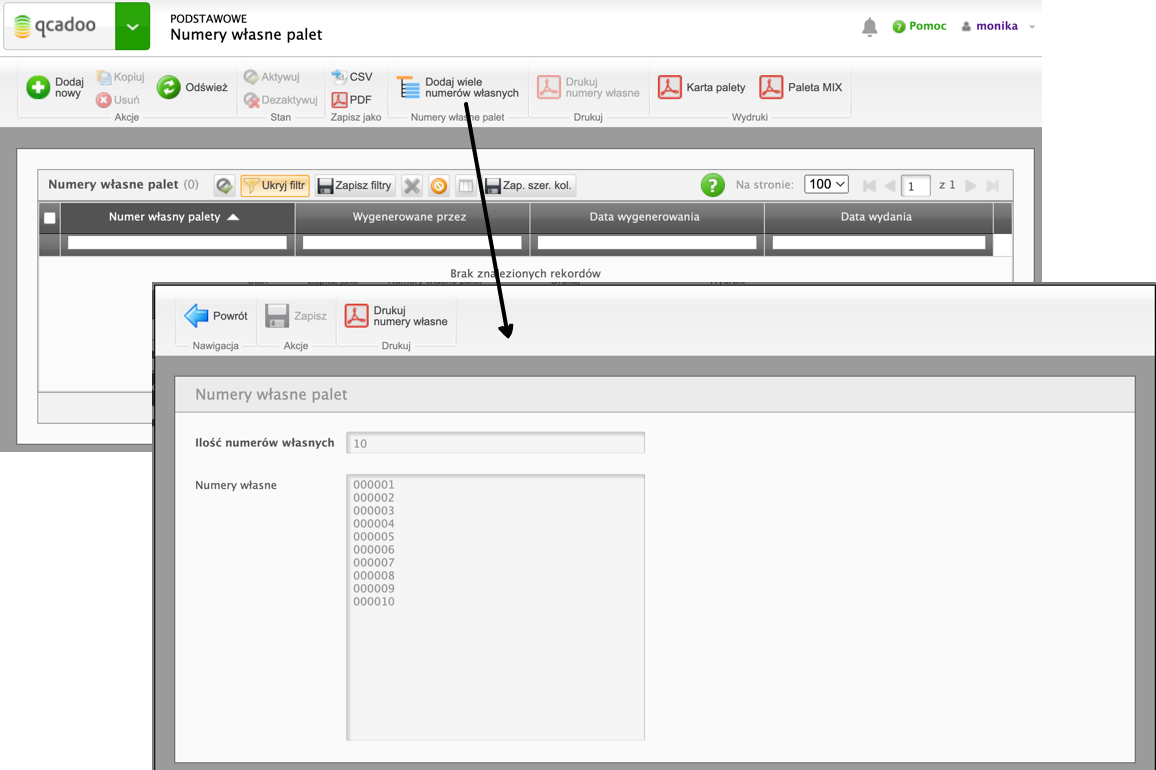 qcadoo
PODSTAWOWE
Numery własne palet
Pomoc
monika
Dodaj nowy
Kopiuj
Usuń
Odśwież
Akcje
Aktywuj
Dezaktywuj
Stan
CSV
PDF
Zapisz jako
Dodaj wiele
numerów własnych
Numery własne palet
Drukuj
numery własne
Drukuj
Karta palety
Paleta MIX
Wydruki
Numery własne palet (0)
Ukryj filtr
Zapisz filtry
Zap. szer. kol.
?
Na stronie:
100
1
z 1
Numer własny palety
Wygenerowane przez
Data wygenerowania
Data wydania
Brak znalezionych rekordów
Powrót
Nawigacja
Zapisz
Akcje
Drukuj
numery własne
Drukuj
Numery własne palet
Ilość numerów własnych
10
Numery własne
000001
000002
000003
000004
000005
000006
000007
000008
000009
000010